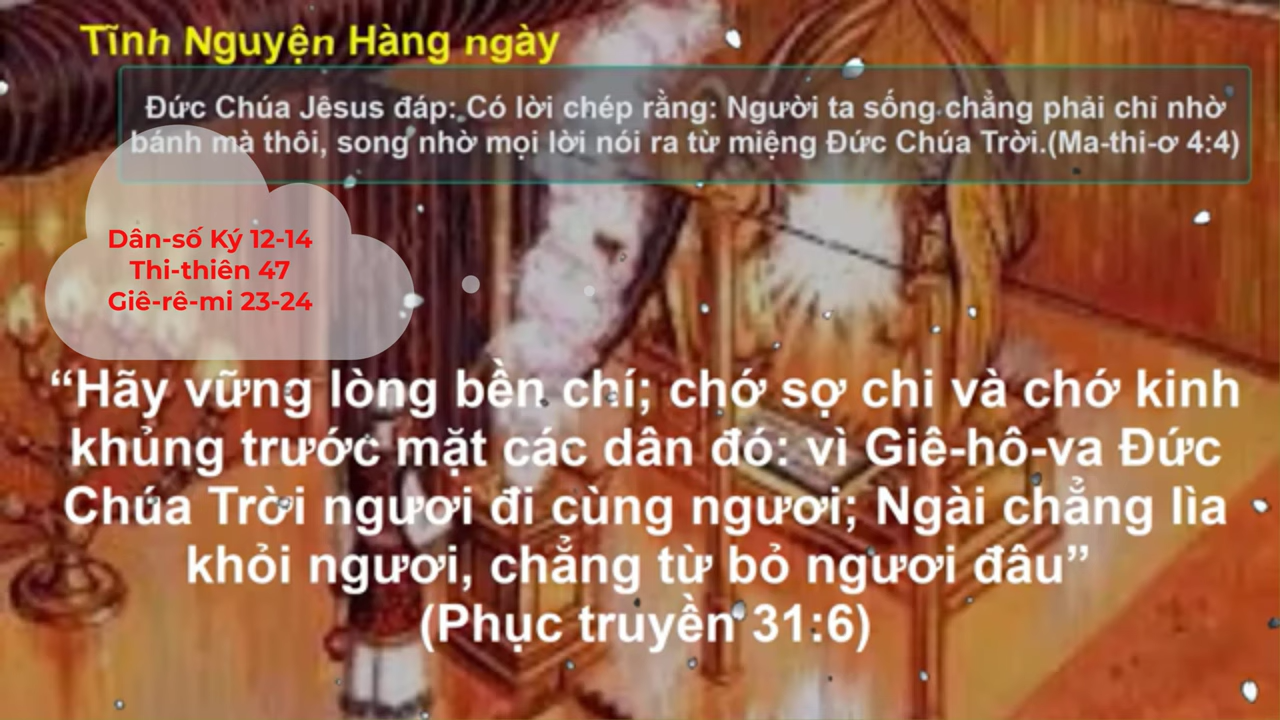 Tĩnh Nguyện Hàng ngày
Đức Chúa Jêsus đáp: Có lời chép rằng: Người ta sống chẳng phải chỉ nhờ
bánh mà thôi, song nhờ mọi lời nói ra từ miệng Đức Chúa Trời.(Ma-thi-ơ 4:4)
Dân-số Ký 12-14
Thi-thiên 47
Giê-rê-mi 23-24
“Hãy vững lòng bền chí; chớ sợ chi và chớ kinh
khủng trước mặt các dân đó: vì Giê-hô-va Đức
Chúa Trời ngươi đi cùng ngươi; Ngài chẳng lìa
khỏi ngươi, chẳng từ bỏ ngươi đâu”
(Phục truyền 31:6)